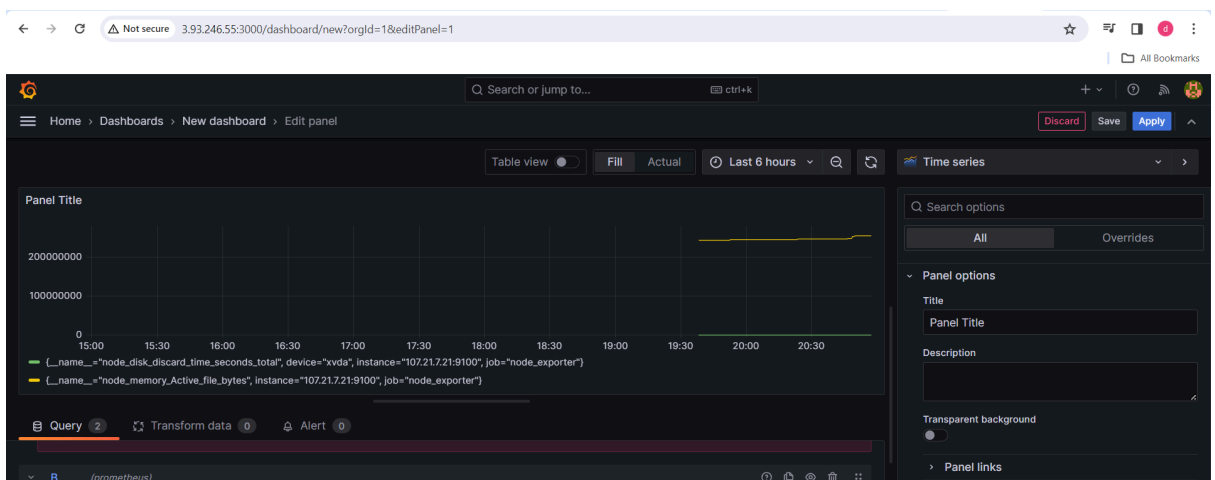 Not secure 3.93.246.55:3000/dashboard/new?orgId=1&editPanel=1
d
All Bookmarks
Search or jump to... ctrl+k
Home › Dashboards › New dashboard › Edit panel
Discard Save Apply
Table view Fill Actual Last 6 hours Time series
Panel Title
Search options
All Overrides
200000000
100000000
0
15:00 15:30 16:00 16:30 17:00 17:30 18:00 18:30 19:00 19:30 20:00 20:30
{__name__="node_disk_discard_time_seconds_total", device="xvda", instance="107.21.7.21:9100", job="node_exporter"}
{__name__="node_memory_Active_file_bytes", instance="107.21.7.21:9100", job="node_exporter"}
Panel options
Title
Panel Title
Description
Transparent background
Panel links
Query 2 Transform data 0 Alert 0
B (prometheus)